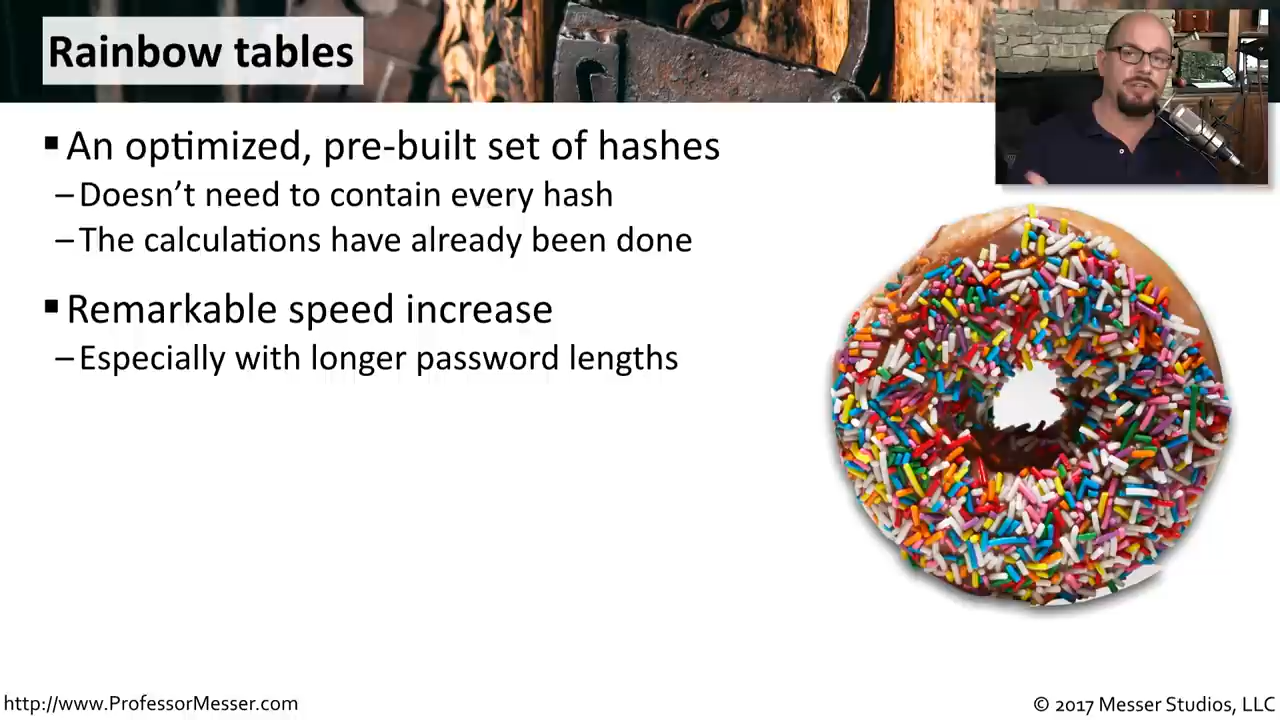 Rainbow tables
▪ An optimized, pre-built set of hashes
– Doesn't need to contain every hash
– The calculations have already been done
▪ Remarkable speed increase
– Especially with longer password lengths
http://www.ProfessorMesser.com
© 2017 Messer Studios, LLC